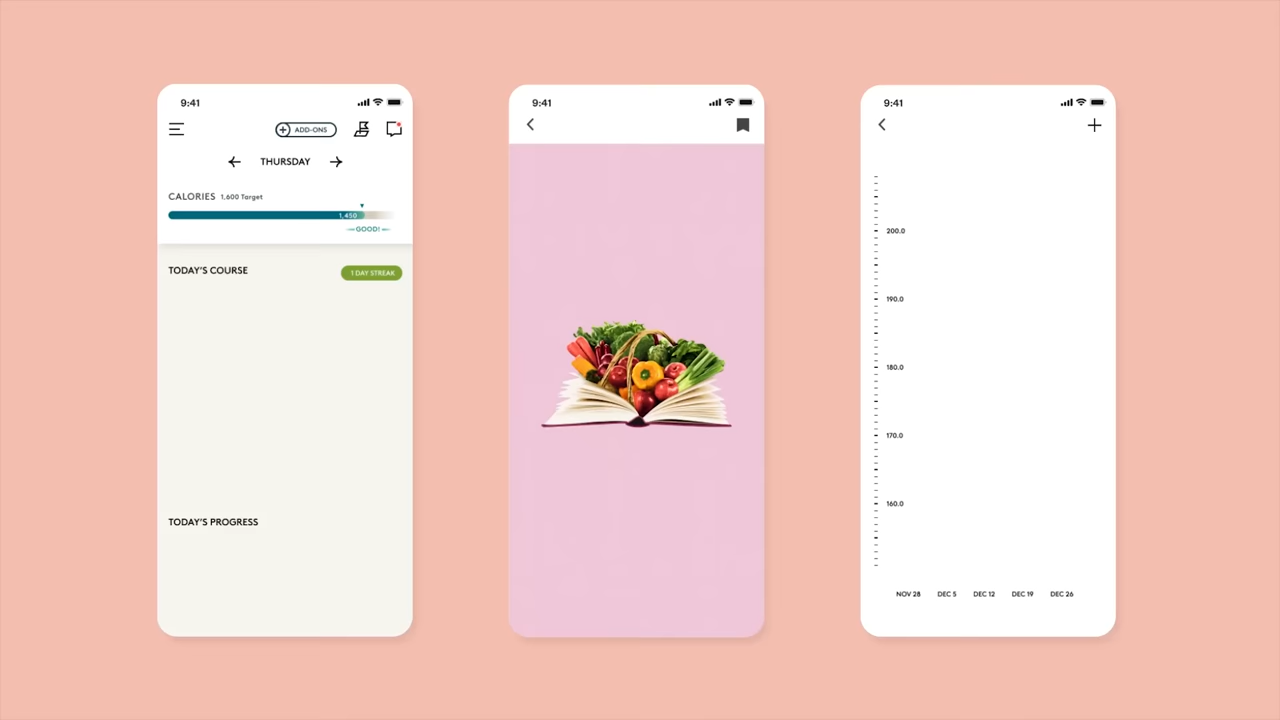 9:41
ADD-ONS
THURSDAY
CALORIES 1,600 Target
1,450
GOOD!
TODAY'S COURSE
1 DAY STREAK
TODAY'S PROGRESS
9:41
9:41
200.0
190.0
180.0
170.0
160.0
NOV 28 DEC 5 DEC 12 DEC 19 DEC 26